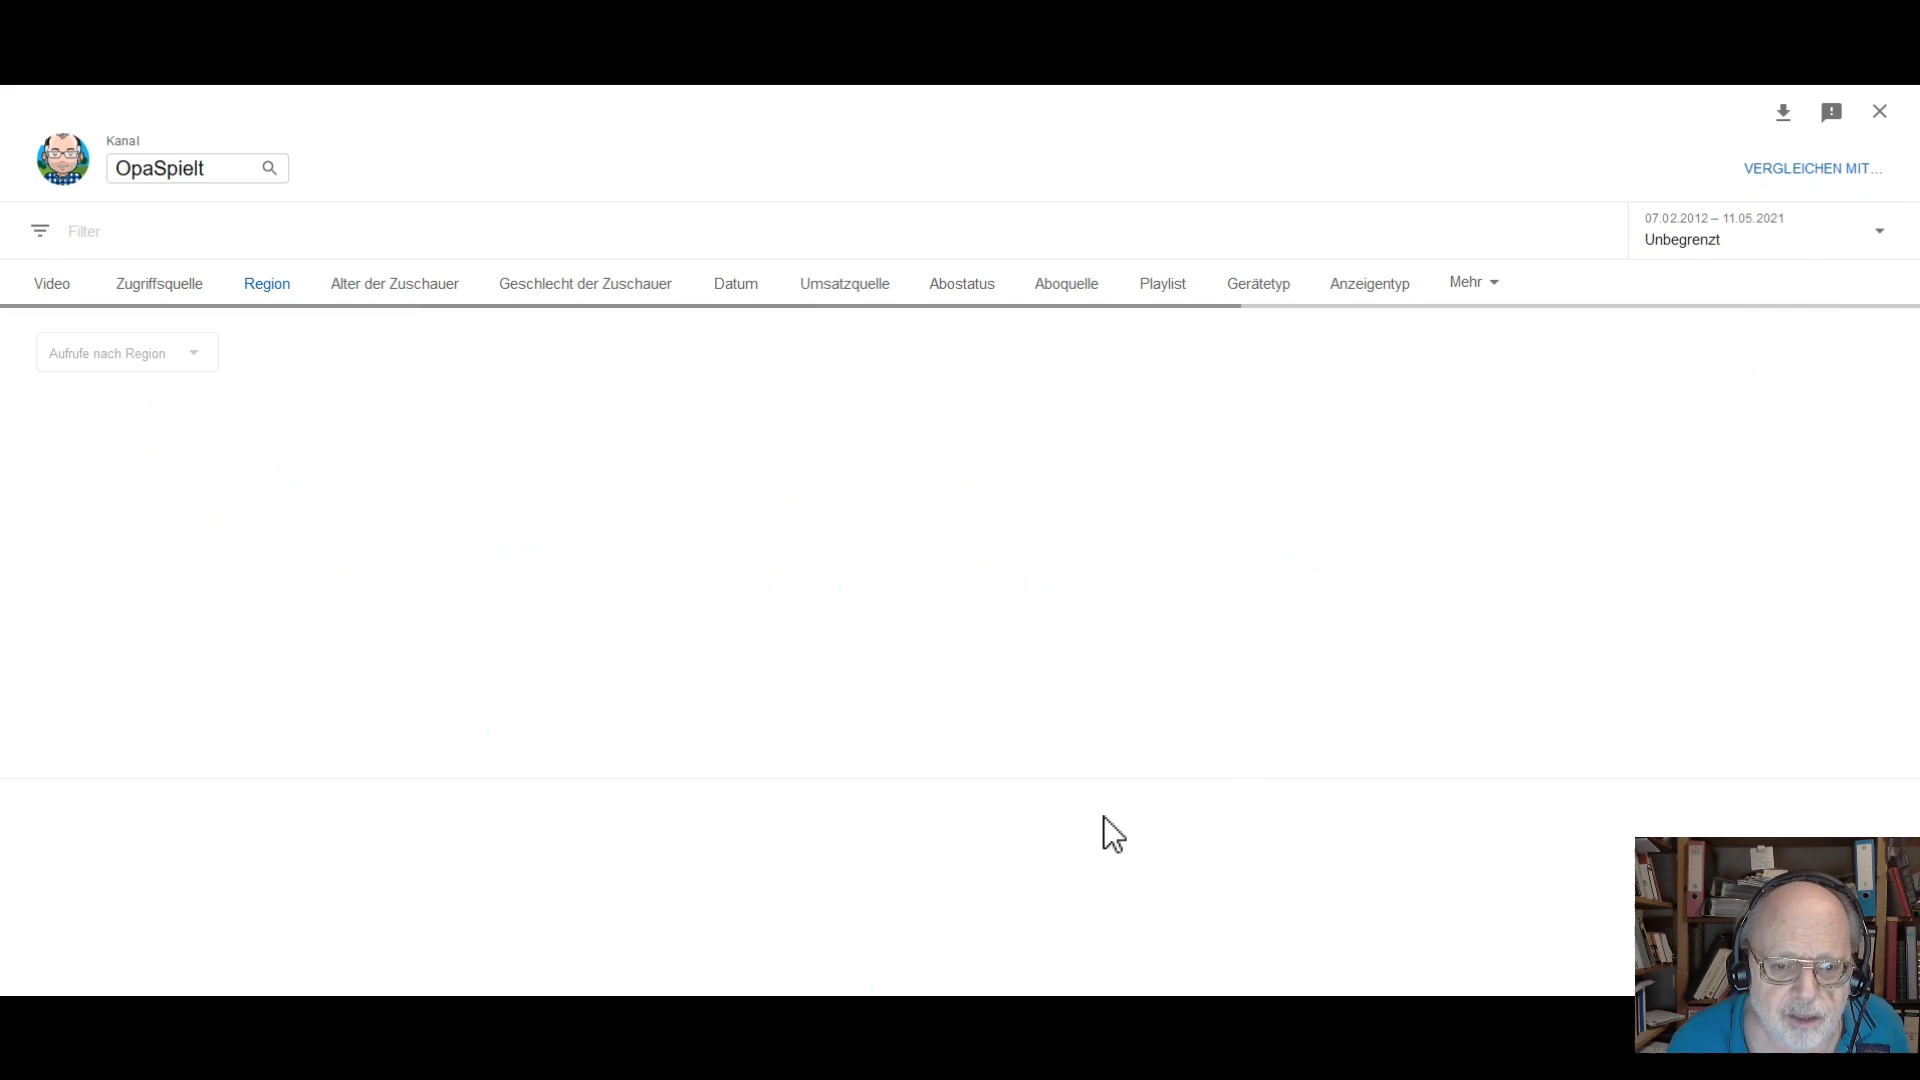 Kanal
OpaSpielt
VERGLEICHEN MIT...
Filter
07.02.2012 – 11.05.2021
Unbegrenzt
Video Zugriffsquelle Region Alter der Zuschauer Geschlecht der Zuschauer Datum Umsatzquelle Abostatus Aboquelle Playlist Gerätetyp Anzeigentyp Mehr
Aufrufe nach Region